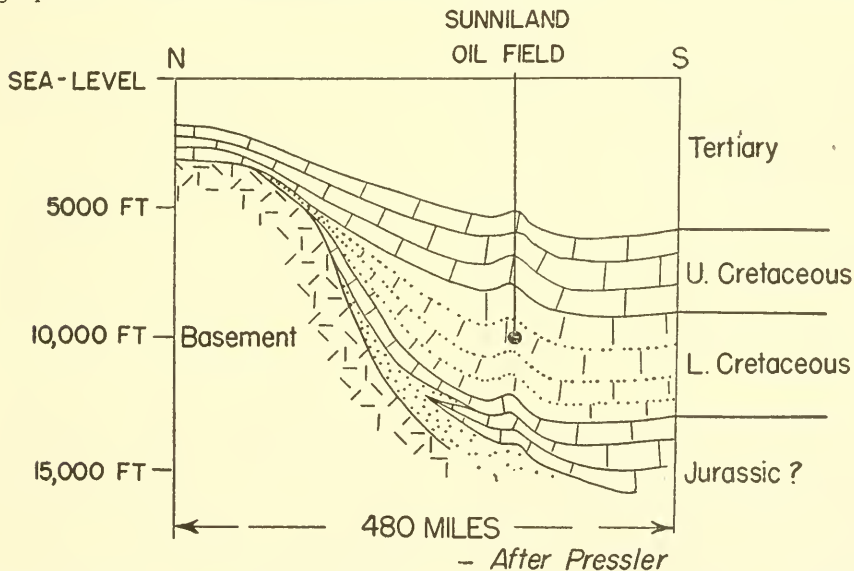 SUNNILAND
OIL FIELD
N
S
SEA-LEVEL
Tertiary
5000 FT
U. Cretaceous
10,000 FT
Basement
L. Cretaceous
15,000 FT
Jurassic ?
480 MILES
- After Pressler